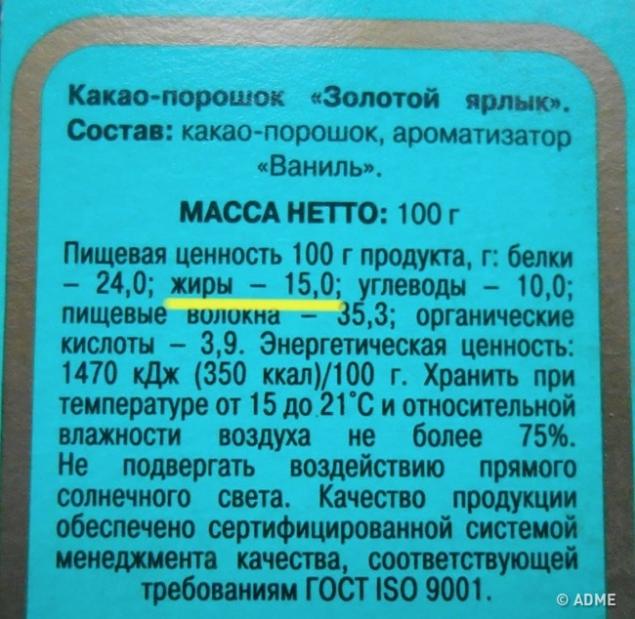 Какао-порошок «Золотой ярлык».
Состав: какао-порошок, ароматизатор
«Ваниль».
МАССА НЕТТО: 100 г
Пищевая ценность 100 г продукта, г: белки
– 24,0; жиры – 15,0; углеводы – 10,0;
пищевые волокна – 35,3; органические
кислоты – 3,9. Энергетическая ценность:
1470 кДж (350 ккал)/100 г. Хранить при
температуре от 15 до 21°С и относительной
влажности воздуха не более 75%.
Не подвергать воздействию прямого
солнечного света. Качество продукции
обеспечено сертифицированной системой
менеджмента качества, соответствующей
требованиям ГОСТ ISO 9001.
© ADME